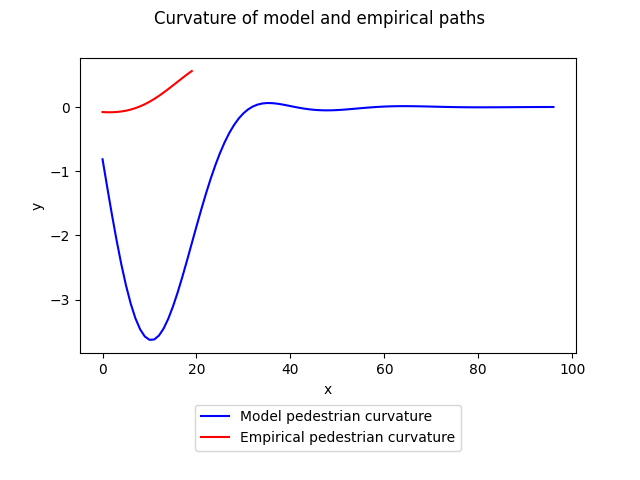 Curvature of model and empirical paths
0
−1
−2
−3
y
0 20 40 60 80 100
x
Model pedestrian curvature
Empirical pedestrian curvature